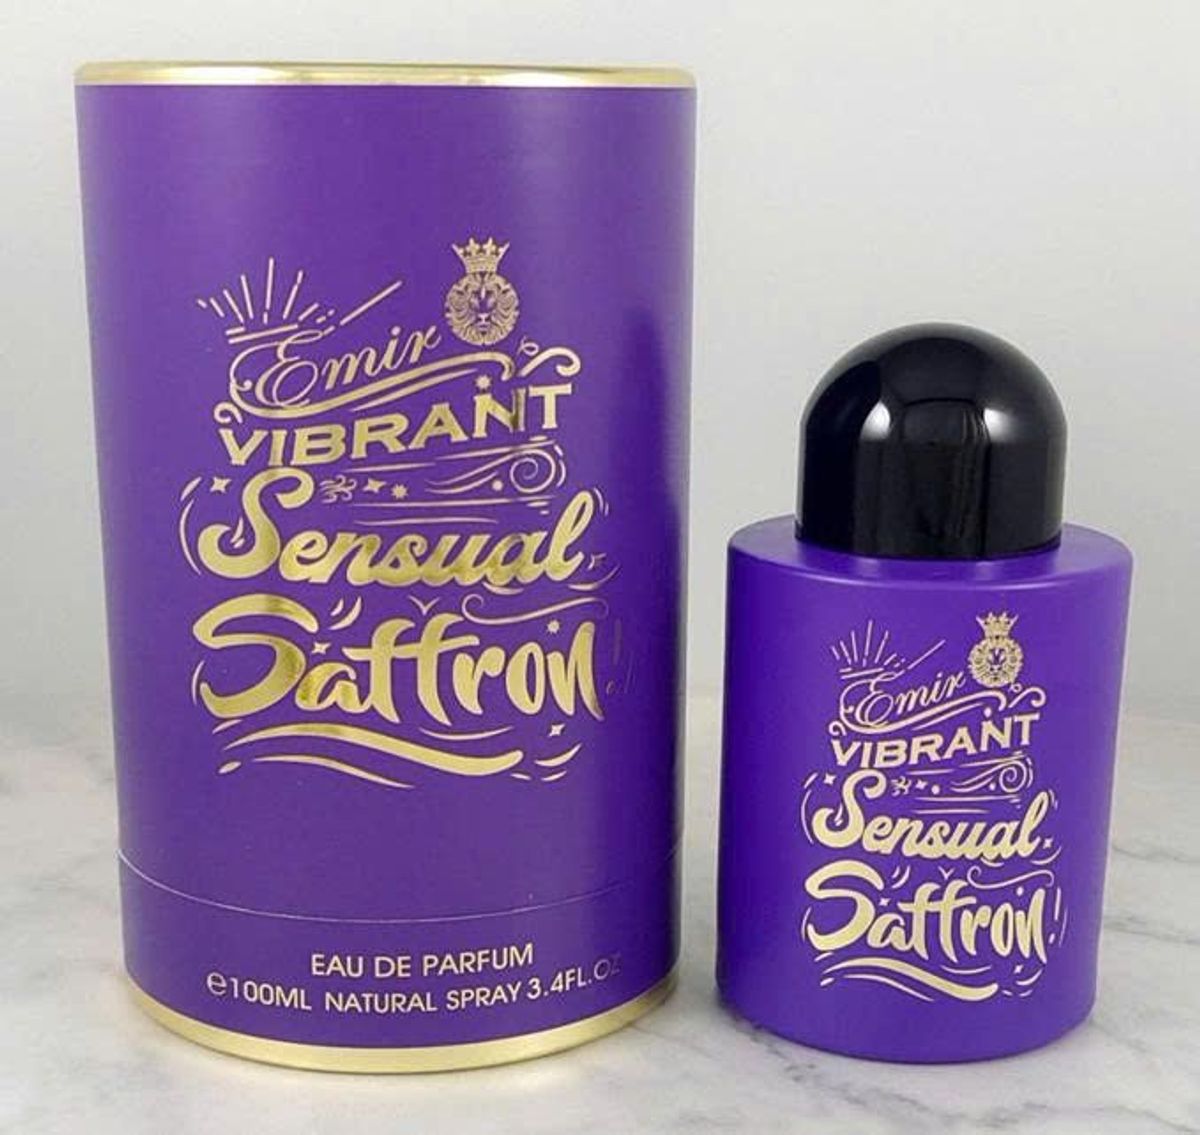 Emir
VIBRANT
Sensual
Saffron!
EAU DE PARFUM
℮100ML NATURAL SPRAY 3.4FL.OZ
Emir
VIBRANT
Sensual
Saffron!